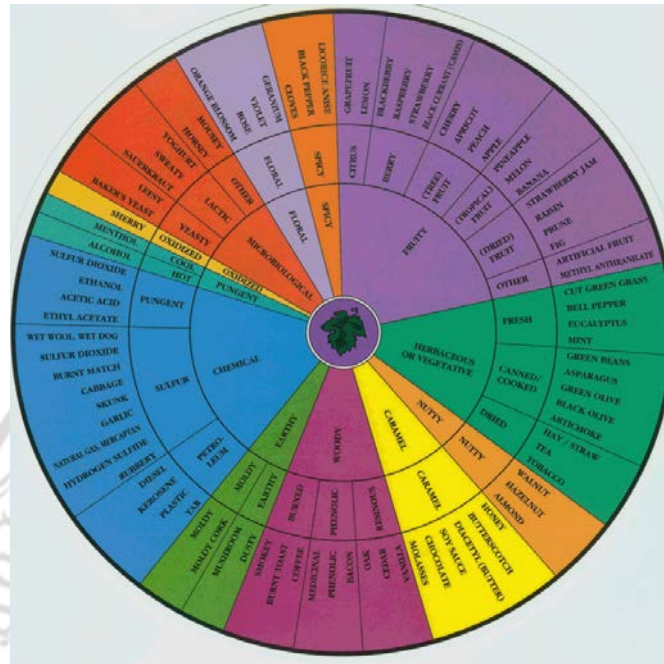 FRUITY
CITRUS
GRAPEFRUIT
LEMON
BERRY
BLACKBERRY
RASPBERRY
STRAWBERRY
BLACK CURRANT (CASSIS)
(TREE)
FRUIT
CHERRY
APRICOT
PEACH
APPLE
(TROPICAL)
FRUIT
PINEAPPLE
MELON
BANANA
(DRIED)
FRUIT
STRAWBERRY JAM
RAISIN
PRUNE
FIG
OTHER
ARTIFICIAL FRUIT
METHYL ANTHRANILATE
HERBACEOUS
OR VEGETATIVE
FRESH
CUT GREEN GRASS
BELL PEPPER
EUCALYPTUS
MINT
CANNED/
COOKED
GREEN BEANS
ASPARAGUS
GREEN OLIVE
BLACK OLIVE
ARTICHOKE
DRIED
HAY / STRAW
TEA
TOBACCO
NUTTY
NUTTY
WALNUT
HAZELNUT
ALMOND
CARAMEL
CARAMEL
HONEY
BUTTERSCOTCH
DIACETYL (BUTTER)
SOY SAUCE
CHOCOLATE
MOLASSES
WOODY
RESINOUS
VANILLA
CEDAR
OAK
PHENOLIC
BACON
PHENOLIC
MEDICINAL
BURNED
COFFEE
BURNT TOAST
SMOKEY
EARTHY
EARTHY
DUSTY
MUSHROOM
MOLDY
MOLDY CORK
MOLDY
CHEMICAL
PETRO-
LEUM
TAR
PLASTIC
KEROSENE
DIESEL
SULFUR
RUBBERY
HYDROGEN SULFIDE
NATURAL GAS, MERCAPTAN
GARLIC
SKUNK
CABBAGE
BURNT MATCH
SULFUR DIOXIDE
WET WOOL, WET DOG
PUNGENT
ETHYL ACETATE
ACETIC ACID
ETHANOL
SULFUR DIOXIDE
PUNGENT
HOT
ALCOHOL
COOL
MENTHOL
OXIDIZED
OXIDIZED
SHERRY
MICROBIOLOGICAL
YEASTY
BAKER'S YEAST
LEESY
LACTIC
SAUERKRAUT
SWEATY
YOGHURT
OTHER
HORSEY
MOUSEY
FLORAL
FLORAL
ORANGE BLOSSOM
ROSE
VIOLET
GERANIUM
SPICY
SPICY
CLOVES
BLACK PEPPER
LICORICE ANISE